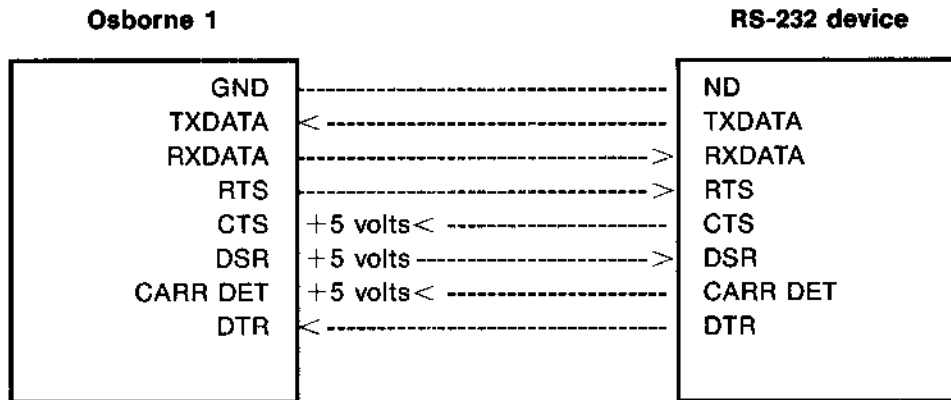 Osborne 1 RS-232 device
GND ND
TXDATA TXDATA
RXDATA RXDATA
RTS RTS
CTS +5 volts CTS
DSR +5 volts DSR
CARR DET +5 volts CARR DET
DTR DTR